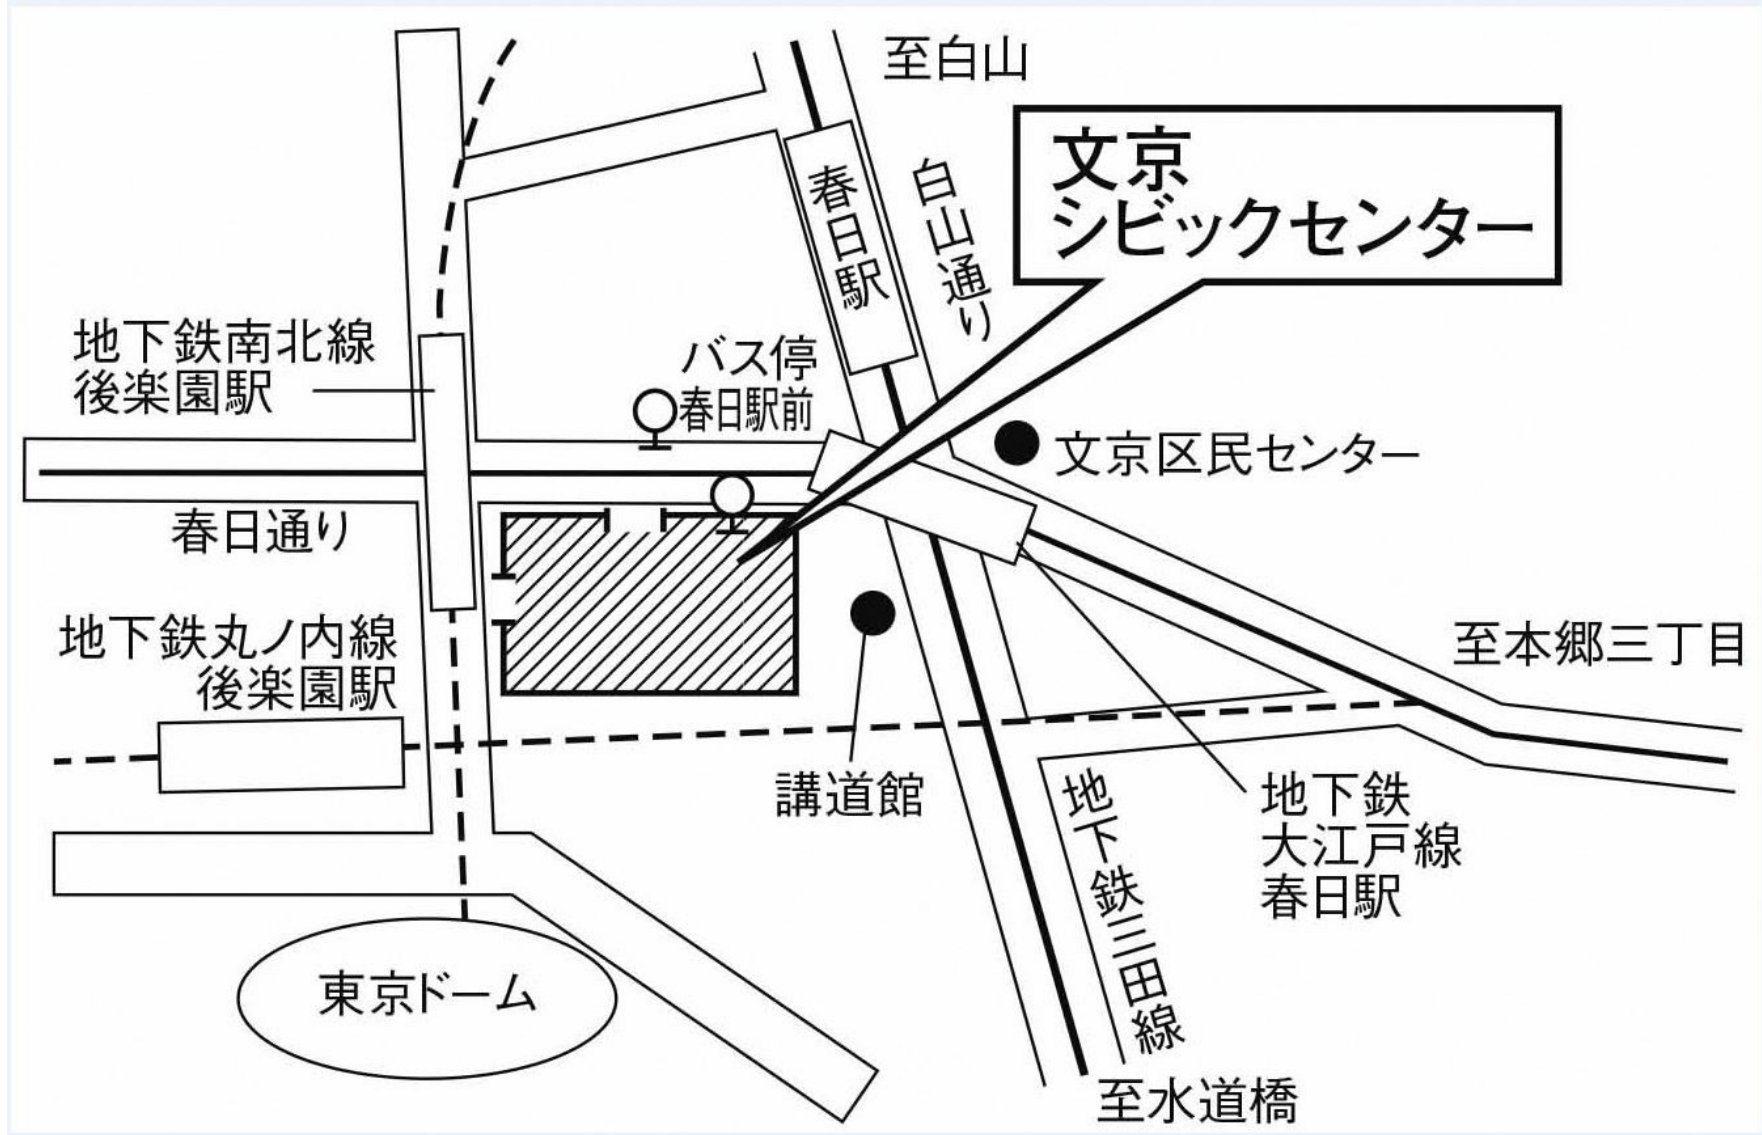 至白山
文京
シビックセンター
春日駅
白山通り
地下鉄南北線
後楽園駅
バス停
春日駅前
文京区民センター
春日通り
地下鉄丸ノ内線
後楽園駅
至本郷三丁目
講道館
地下鉄
大江戸線
春日駅
地下鉄三田線
東京ドーム
至水道橋